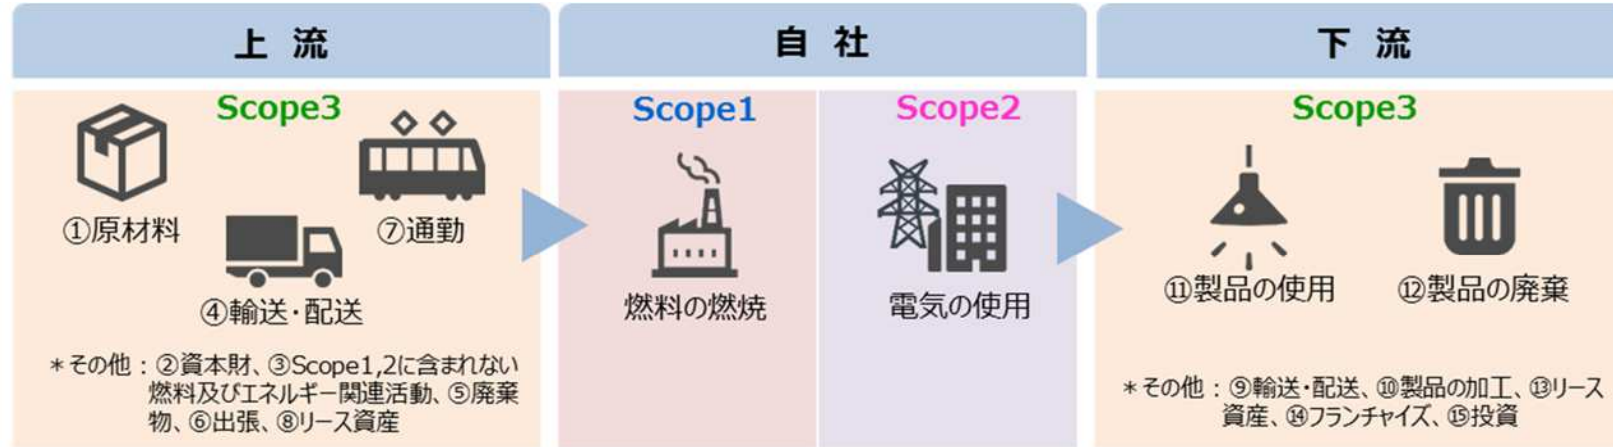 上 流
Scope3
①原材料
⑦通勤
④輸送・配送
＊その他：②資本財、③Scope1,2に含まれない
燃料及びエネルギー関連活動、⑤廃棄
物、⑥出張、⑧リース資産
自 社
Scope1
燃料の燃焼
Scope2
電気の使用
下 流
Scope3
⑪製品の使用
⑫製品の廃棄
＊その他：⑨輸送・配送、⑩製品の加工、⑬リース
資産、⑭フランチャイズ、⑮投資